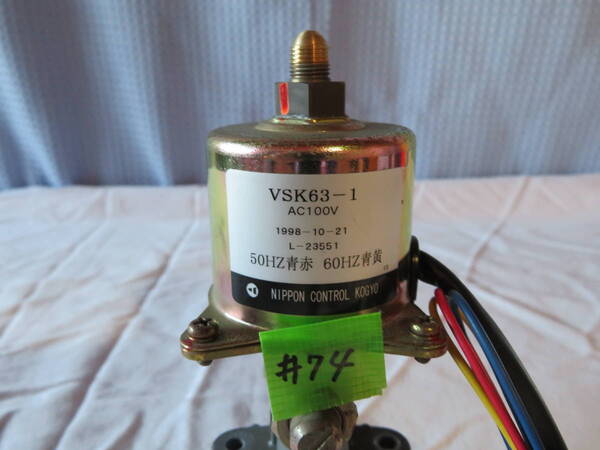 VSK63-1
AC100V
1998-10-21
L-23551
50HZ青赤 60HZ青黄
NIPPON CONTROL KOGYO
#74